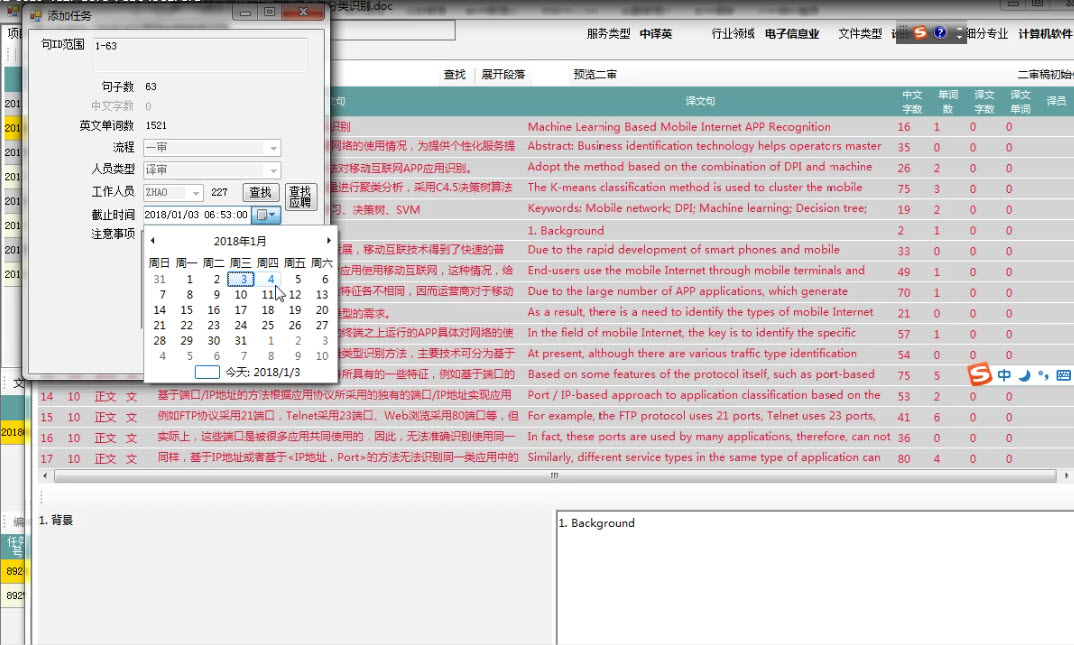 分类识别.doc
添加任务
服务类型 中译英 行业领域 电子信息业 文件类型 细分专业 计算机软件
句ID范围 1-63
句子数 63
中文字数 0
英文单词数 1521
流程 一审
人员类型 译审
工作人员 ZHAO 227 查找 查找应聘
截止时间 2018/01/03 06:53:00
注意事项
2018年1月
周日 周一 周二 周三 周四 周五 周六
31 1 2 3 4 5 6
7 8 9 10 11 12 13
14 15 16 17 18 19 20
21 22 23 24 25 26 27
28 29 30 31 1 2 3
4 5 6 7 8 9 10
今天: 2018/1/3
查找 展开段落 预览二审 二审稿初始
文句 译文句 中文字数 单词数 译文字数 译文单词 译员
识别 Machine Learning Based Mobile Internet APP Recognition 16 1 0 0
网络的使用情况，为提供个性化服务提 Abstract: Business identification technology helps operators master 35 0 0 0
法对移动互联网APP应用识别。 Adopt the method based on the combination of DPI and machine 26 2 0 0
量进行聚类分析，采用C4.5决策树算法 The K-means classification method is used to cluster the mobile 75 3 0 0
习、决策树、SVM Keywords: Mobile network; DPI; Machine learning; Decision tree; 19 2 0 0
1. Background 2 1 0 0
展，移动互联技术得到了快速的普 Due to the rapid development of smart phones and mobile 33 0 0 0
应用使用移动互联网，这种情况，给 End-users use the mobile Internet through mobile terminals and 49 1 0 0
特征各不相同，因而运营商对于移动 Due to the large number of APP applications, which generate 70 1 0 0
型的需求。 As a result, there is a need to identify the types of mobile Internet 21 0 0 0
终端之上运行的APP具体对网络的使 In the field of mobile Internet, the key is to identify the specific 57 1 0 0
类型识别方法，主要技术可分为基于 At present, although there are various traffic type identification 54 0 0 0
所具有的一些特征，例如基于端口的 Based on some features of the protocol itself, such as port-based 75 5 0
14 10 正文 文 基于端口/IP地址的方法根据应用协议所采用的独有的端口/IP地址实现应用 Port / IP-based approach to application classification based on the 53 2 0 0
15 10 正文 文 例如FTP协议采用21端口，Telnet采用23端口、Web浏览采用80端口等，但 For example, the FTP protocol uses 21 ports, Telnet uses 23 ports, 41 6 0 0
16 10 正文 文 实际上，这些端口是被很多应用共同使用的．因此，无法准确识别使用同一 In fact, these ports are used by many applications, therefore, can not 36 0 0 0
17 10 正文 文 同样，基于IP地址或者基于<IP地址，Port>的方法无法识别同一类应用中的 Similarly, different service types in the same type of application can 80 4 0 0
中
1. 背景
1. Background
任务号